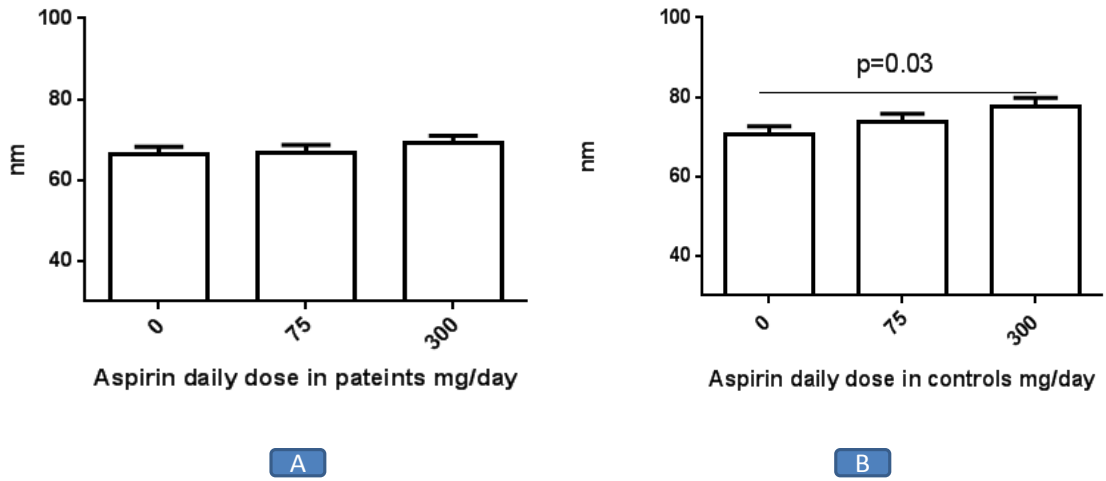 100
80
60
40
nm
0
75
300
Aspirin daily dose in pateints mg/day
A
100
80
60
40
nm
p=0.03
0
75
300
Aspirin daily dose in controls mg/day
B